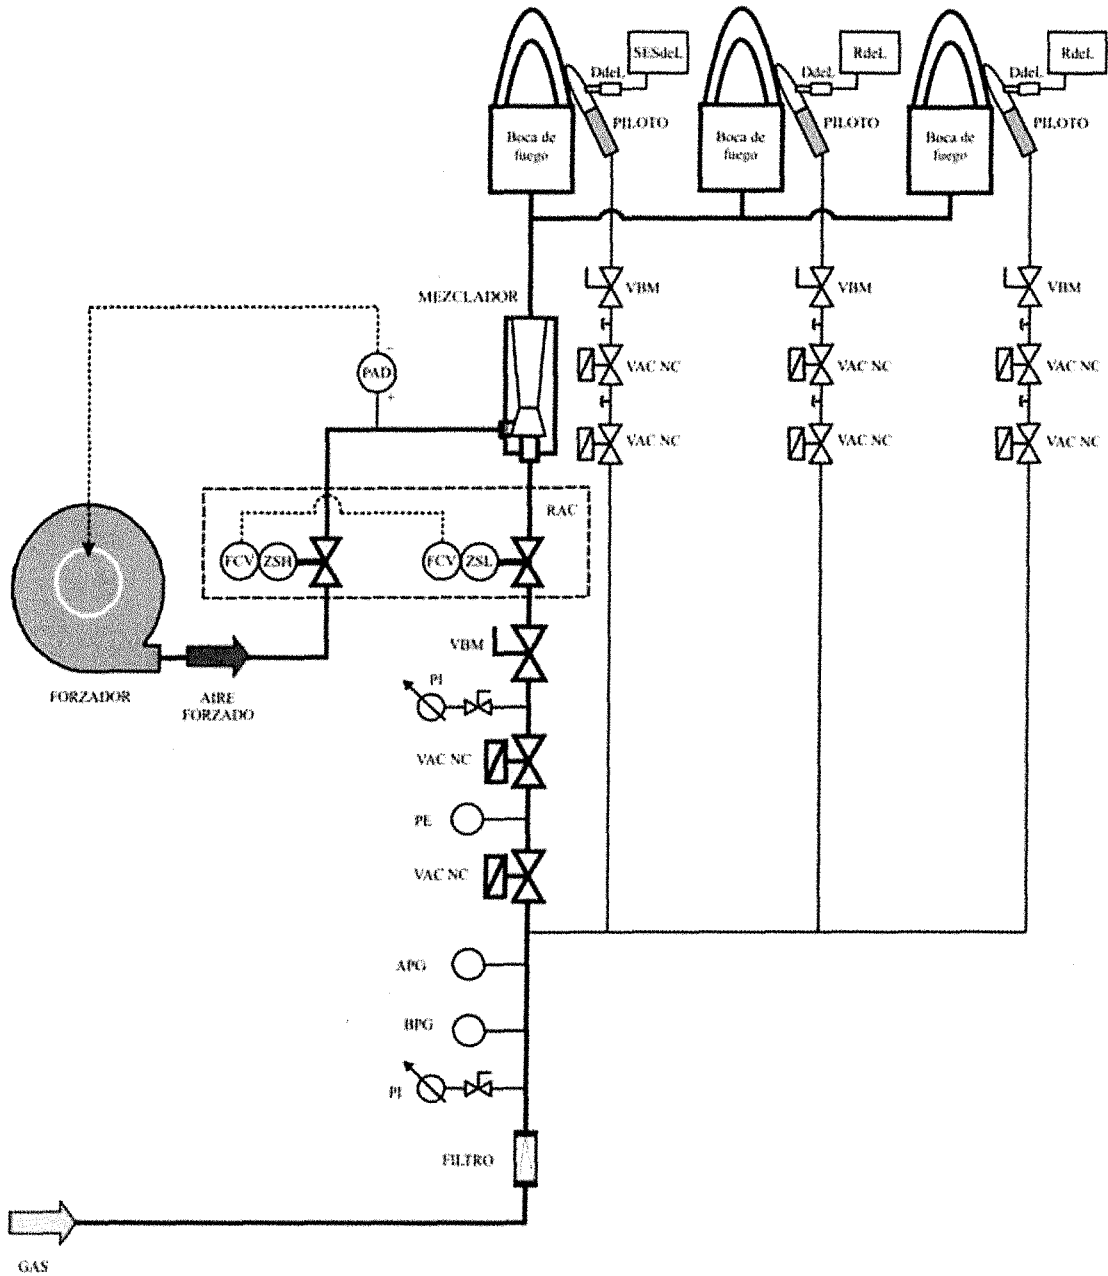 SESdeL
RdeL
RdeL
DdeL
DdeL
DdeL
PILOTO
PILOTO
PILOTO
Boca de
fuego
Boca de
fuego
Boca de
fuego
MEZCLADOR
VBM
VBM
VBM
PAD
-
+
VAC NC
VAC NC
VAC NC
VAC NC
VAC NC
VAC NC
RAC
FCV
ZSH
FCV
ZSL
VBM
FORZADOR
AIRE
FORZADO
PI
VAC NC
PE
VAC NC
APG
BPG
PI
FILTRO
GAS